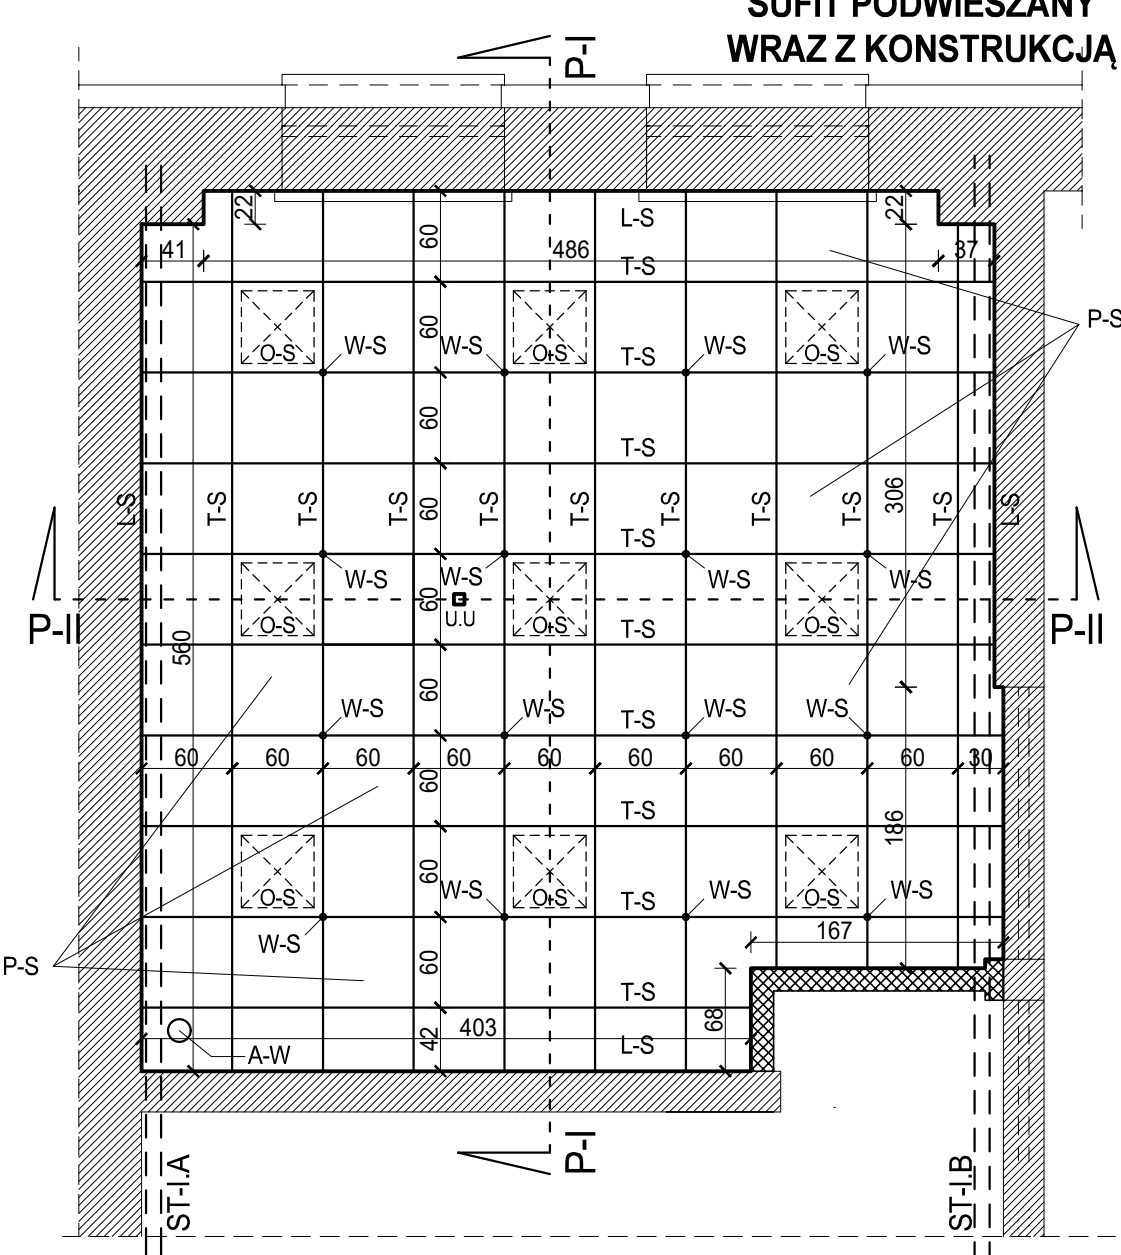 SUFIT PODWIESZANY
WRAZ Z KONSTRUKCJĄ
P-I
22
60
L-S
22
41
486
37
T-S
P-S
60
O-S
W-S
W-S
O-S
T-S
W-S
O-S
W-S
60
T-S
L-S
T-S
T-S
T-S
T-S
T-S
T-S
T-S
T-S
T-S
L-S
60
306
T-S
W-S
W-S
W-S
W-S
P-II
O-S
60
U.U
O-S
T-S
O-S
P-II
560
60
W-S
W-S
T-S
W-S
W-S
60
60
60
60
60
60
60
60
60
30
60
T-S
186
60
O-S
W-S
O-S
T-S
W-S
O-S
W-S
W-S
167
P-S
60
T-S
68
A-W
403
42
L-S
P-I
ST-I.A
ST-I.B